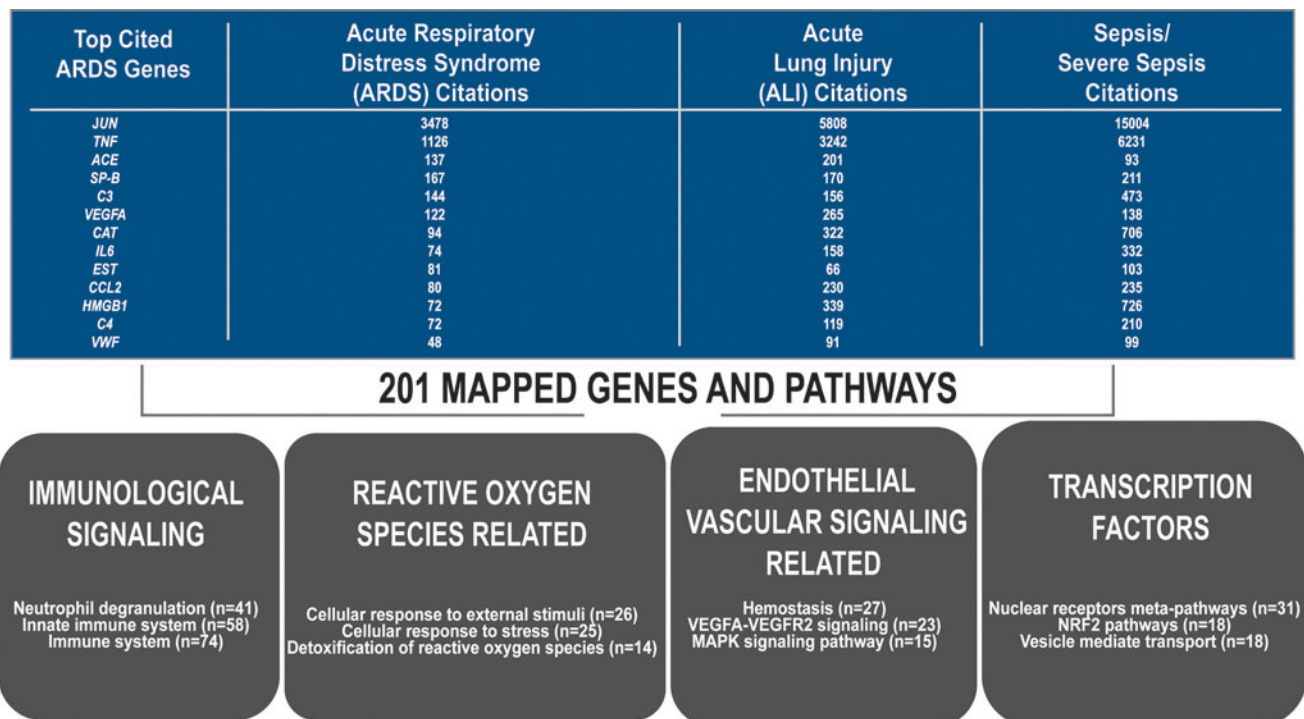 Top Cited
ARDS Genes
Acute Respiratory
Distress Syndrome
(ARDS) Citations
Acute
Lung Injury
(ALI) Citations
Sepsis/
Severe Sepsis
Citations
JUN 3478 5808 15004
TNF 1126 3242 6231
ACE 137 201 93
SP-B 167 170 211
C3 144 156 473
VEGFA 122 265 138
CAT 94 322 706
IL6 74 158 332
EST 81 66 103
CCL2 80 230 235
HMGB1 72 339 726
C4 72 119 210
VWF 48 91 99
201 MAPPED GENES AND PATHWAYS
IMMUNOLOGICAL
SIGNALING
Neutrophil degranulation (n=41)
Innate immune system (n=58)
Immune system (n=74)
REACTIVE OXYGEN
SPECIES RELATED
Cellular response to external stimuli (n=26)
Cellular response to stress (n=25)
Detoxification of reactive oxygen species (n=14)
ENDOTHELIAL
VASCULAR SIGNALING
RELATED
Hemostasis (n=27)
VEGFA-VEGFR2 signaling (n=23)
MAPK signaling pathway (n=15)
TRANSCRIPTION
FACTORS
Nuclear receptors meta-pathways (n=31)
NRF2 pathways (n=18)
Vesicle mediate transport (n=18)